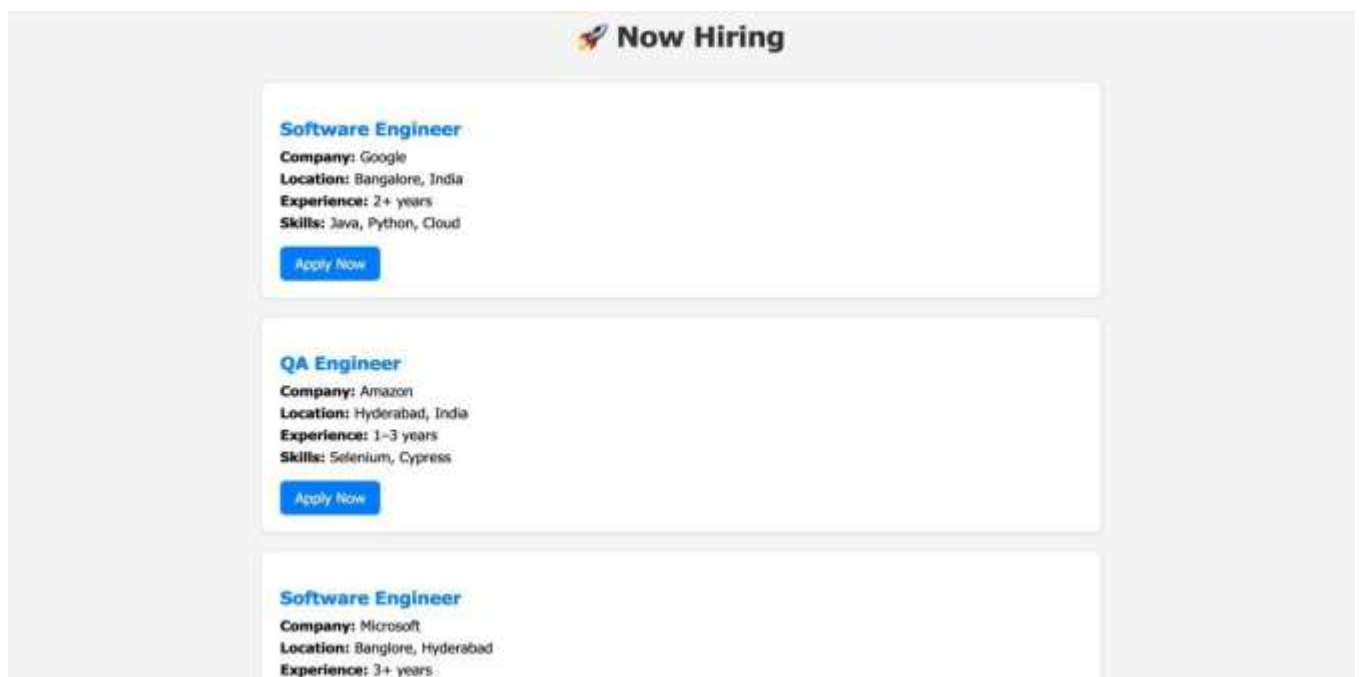 🚀 Now Hiring
Software Engineer
Company: Google
Location: Bangalore, India
Experience: 2+ years
Skills: Java, Python, Cloud
Apply Now
QA Engineer
Company: Amazon
Location: Hyderabad, India
Experience: 1–3 years
Skills: Selenium, Cypress
Apply Now
Software Engineer
Company: Microsoft
Location: Banglore, Hyderabad
Experience: 3+ years